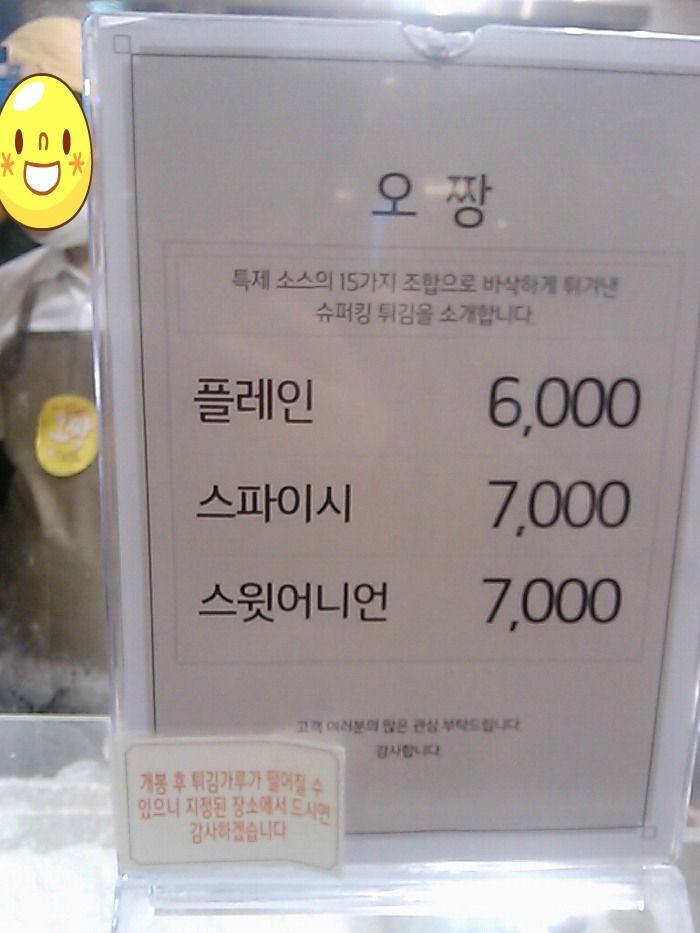 오 짱
특제 소스의 15가지 조합으로 바삭하게 튀겨낸
슈퍼킹 튀김을 소개합니다.
플레인 6,000
스파이시 7,000
스윗어니언 7,000
고객 여러분의 많은 관심 부탁드립니다.
감사합니다.
개봉 후 튀김가루가 떨어질 수
있으니 지정된 장소에서 드시면
감사하겠습니다